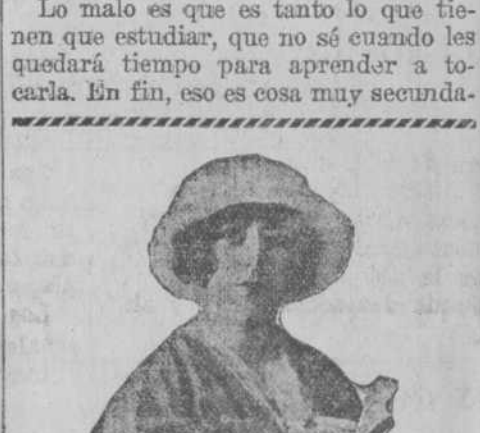 Lo malo es que es tanto lo que tie-
nen que estudiar, que no sé cuando les
quedará tiempo para aprender a to-
carla. En fin, eso es cosa muy secunda-